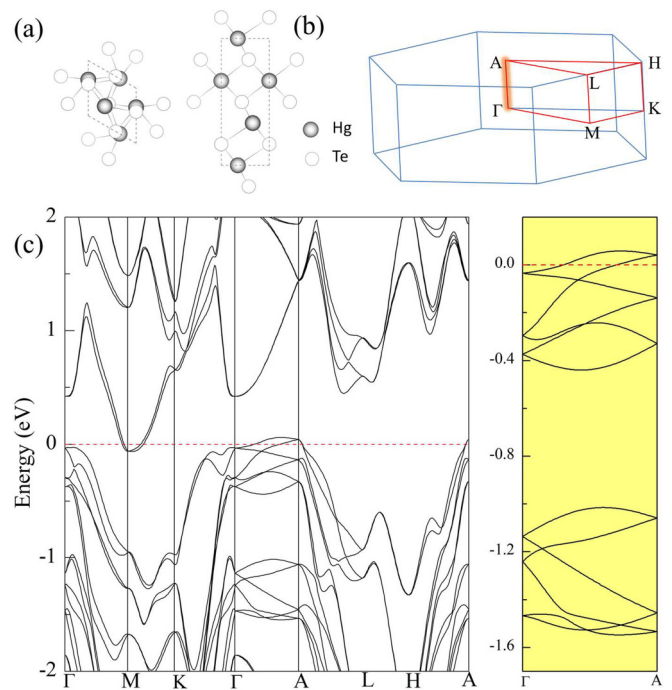 (a)
Hg
Te
(b)
A
H
L
Γ
K
M
(c)
2
1
0
-1
-2
Energy (eV)
Γ
M
K
Γ
A
L
H
A
0.0
-0.4
-0.8
-1.2
-1.6
Γ
A